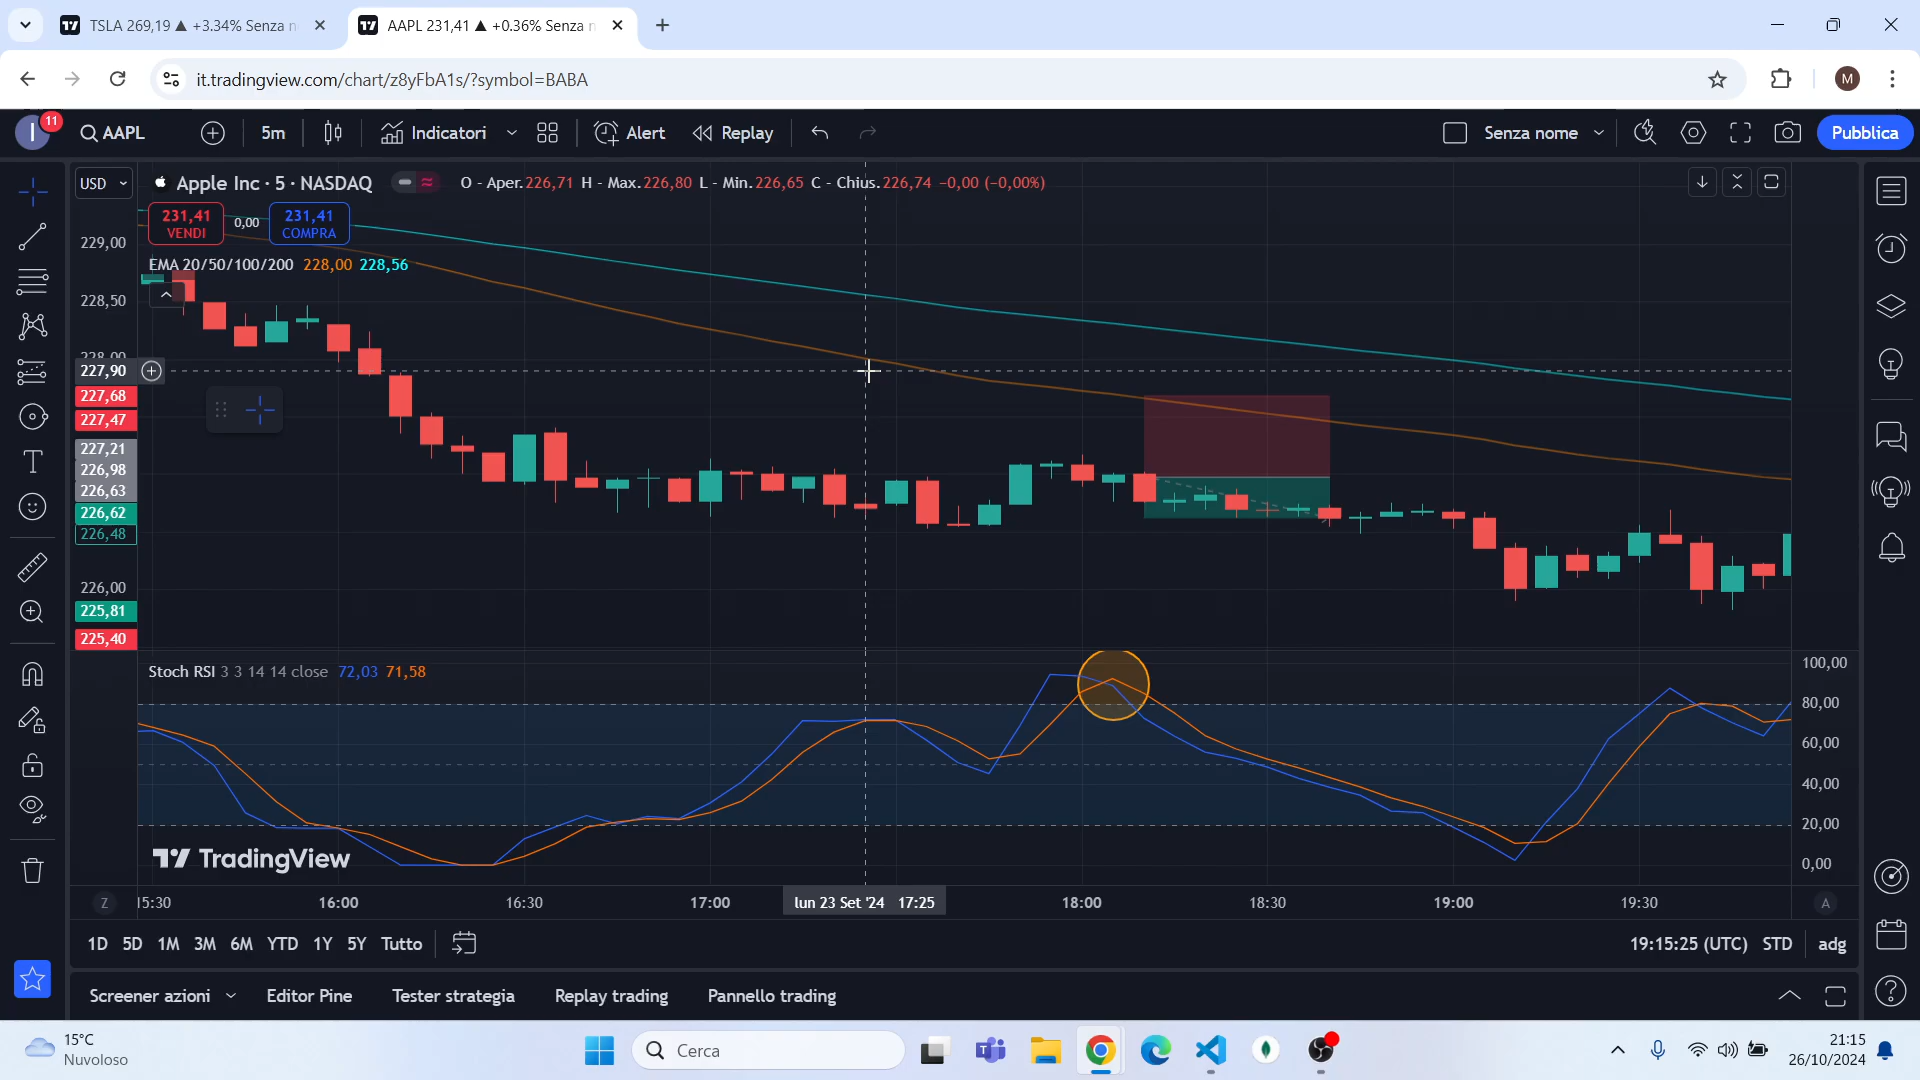 TSLA 269,19 ▲ +3.34% Senza n
AAPL 231,41 ▲ +0.36% Senza n
it.tradingview.com/chart/z8yFbA1s/?symbol=BABA
M
I
11
AAPL
5m
Indicatori
Alert
Replay
Senza nome
Pubblica
USD
Apple Inc · 5 · NASDAQ
O - Aper.226,71 H - Max.226,80 L - Min.226,65 C - Chius.226,74 −0,00 (−0,00%)
231,41
VENDI
0,00
231,41
COMPRA
EMA 20/50/100/200 228,00 228,56
229,00
228,50
228,00
227,90
227,68
227,47
227,21
226,98
226,63
226,62
226,48
226,00
225,81
225,40
Stoch RSI 3 3 14 14 close 72,03 71,58
100,00
80,00
60,00
40,00
20,00
0,00
TradingView
Z
15:30
16:00
16:30
17:00
lun 23 Set '24 17:25
18:00
18:30
19:00
19:30
A
1D 5D 1M 3M 6M YTD 1Y 5Y Tutto
19:15:25 (UTC) STD adg
Screener azioni
Editor Pine
Tester strategia
Replay trading
Pannello trading
15°C
Nuvoloso
Cerca
21:15
26/10/2024